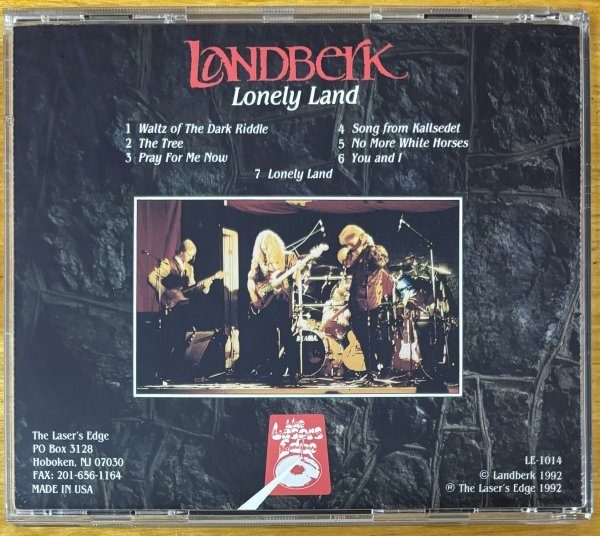 LANDBERK
Lonely Land
1 Waltz of The Dark Riddle
2 The Tree
3 Pray For Me Now
4 Song from Kallsedet
5 No More White Horses
6 You and I
7 Lonely Land
TAMA
the
Lasers
Edge
The Laser's Edge
PO Box 3128
Hoboken, NJ 07030
FAX: 201-656-1164
MADE IN USA
LE-1014
© Landberk 1992
® The Laser's Edge 1992